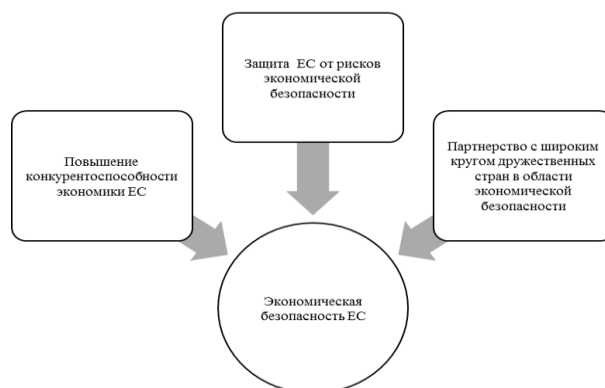 Защита ЕС от рисков
экономической
безопасности
Повышение
конкурентоспособности
экономики ЕС
Партнерство с широким
кругом дружественных
стран в области
экономической
безопасности
Экономическая
безопасность ЕС